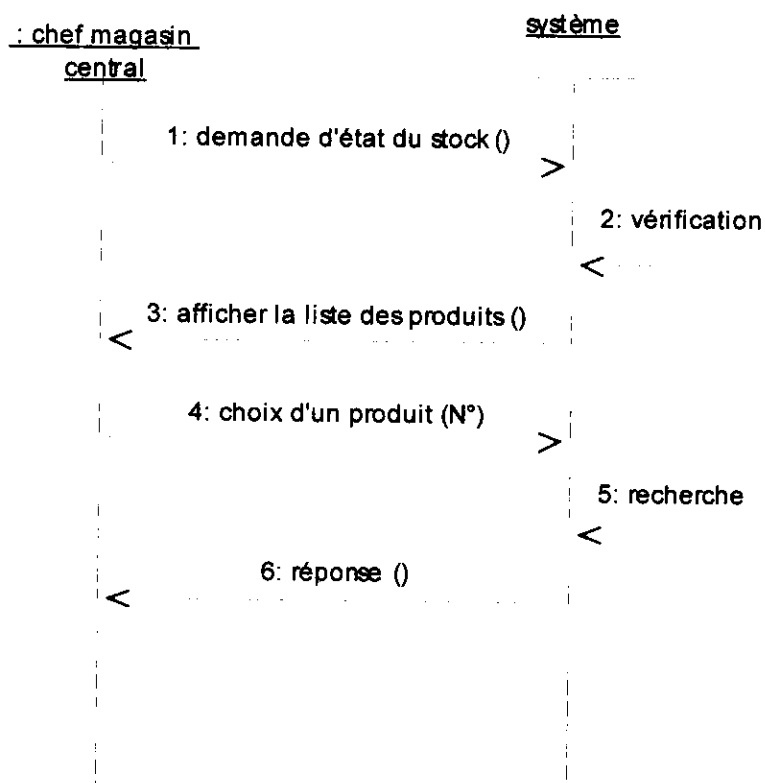 : chef magasin
central
système
1: demande d'état du stock ()
2: vérification
3: afficher la liste des produits ()
4: choix d'un produit (N°)
5: recherche
6: réponse ()